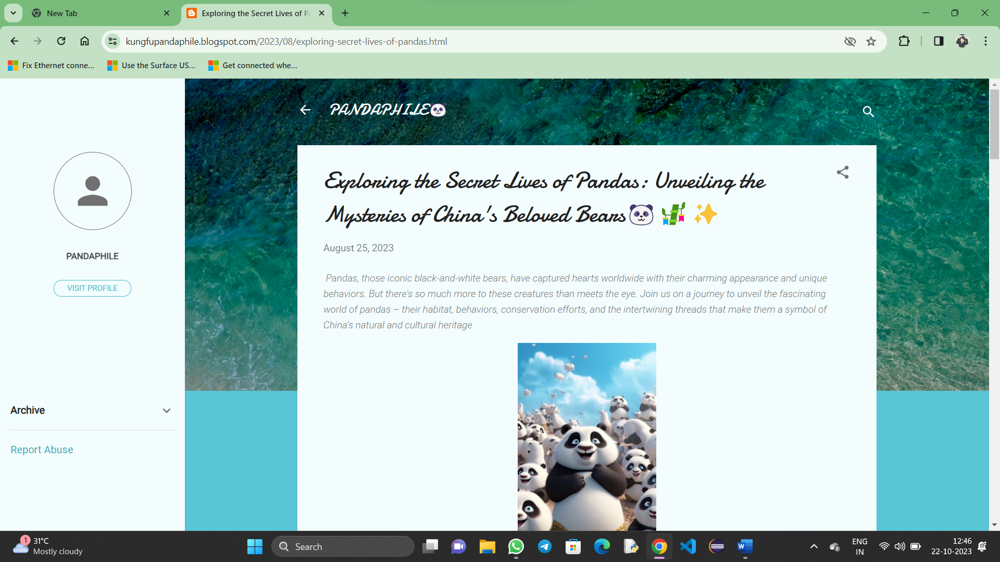 New Tab
Exploring the Secret Lives of P
kungfupandaphile.blogspot.com/2023/08/exploring-secret-lives-of-pandas.html
Fix Ethernet conne...
Use the Surface US...
Get connected whe...
PANDAPHILE🐼
PANDAPHILE
VISIT PROFILE
Archive
Report Abuse
Exploring the Secret Lives of Pandas: Unveiling the
Mysteries of China's Beloved Bears🐼 🎋 ✨
August 25, 2023
Pandas, those iconic black-and-white bears, have captured hearts worldwide with their charming appearance and unique
behaviors. But there's so much more to these creatures than meets the eye. Join us on a journey to unveil the fascinating
world of pandas – their habitat, behaviors, conservation efforts, and the intertwining threads that make them a symbol of
China's natural and cultural heritage
1
31°C
Mostly cloudy
Search
ENG
IN
12:46
22-10-2023